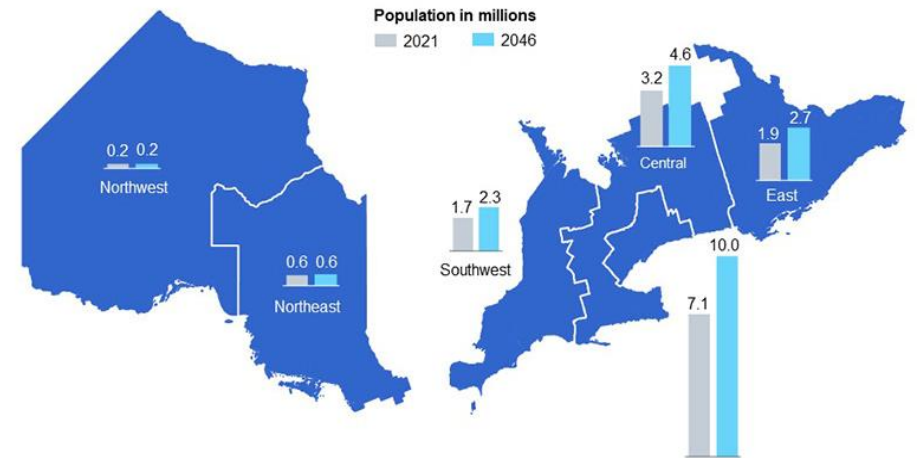 Population in millions
2021 2046
0.2 0.2
Northwest
0.6 0.6
Northeast
1.7 2.3
Southwest
3.2 4.6
Central
1.9 2.7
East
7.1 10.0